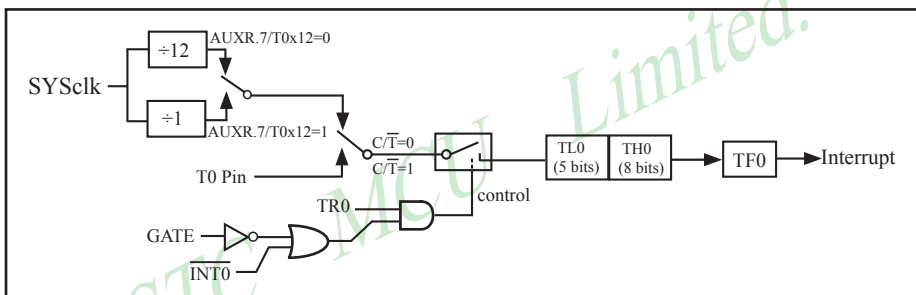 ÷12
AUXR.7/T0x12=0
SYSclk
÷1
AUXR.7/T0x12=1
C/T̅=0
C/T̅=1
T0 Pin
TL0
(5 bits)
TH0
(8 bits)
TF0
Interrupt
control
TR0
GATE
I̅N̅T̅0̅
STC MCU Limited.